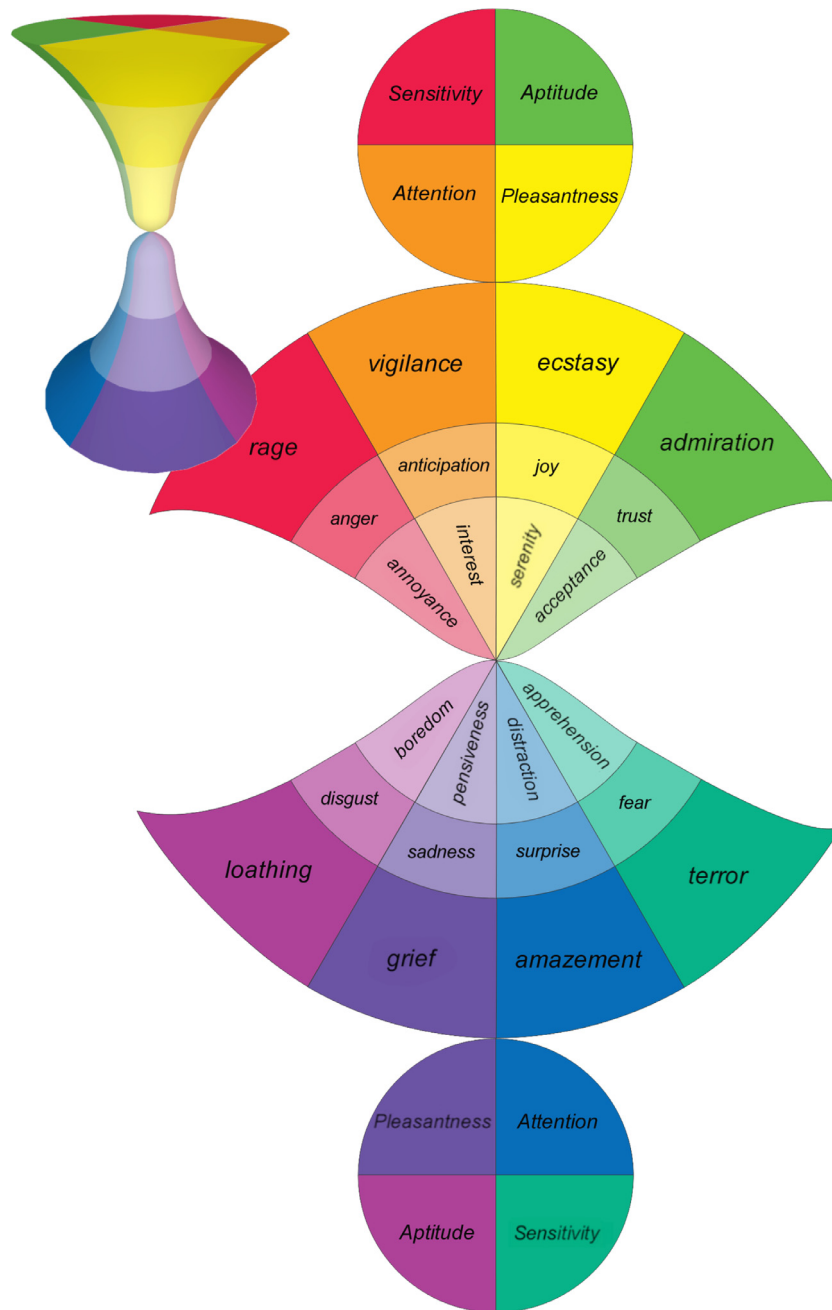 Sensitivity
Aptitude
Attention
Pleasantness
vigilance
ecstasy
rage
admiration
anticipation
joy
anger
trust
interest
serenity
annoyance
acceptance
boredom
pensiveness
distraction
apprehension
disgust
fear
sadness
surprise
loathing
terror
grief
amazement
Pleasantness
Attention
Aptitude
Sensitivity